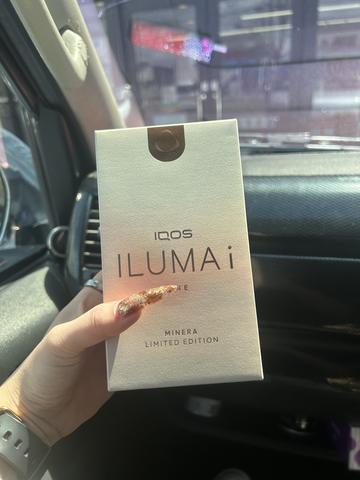 IQOS
ILUMA i
MINERA
LIMITED EDITION